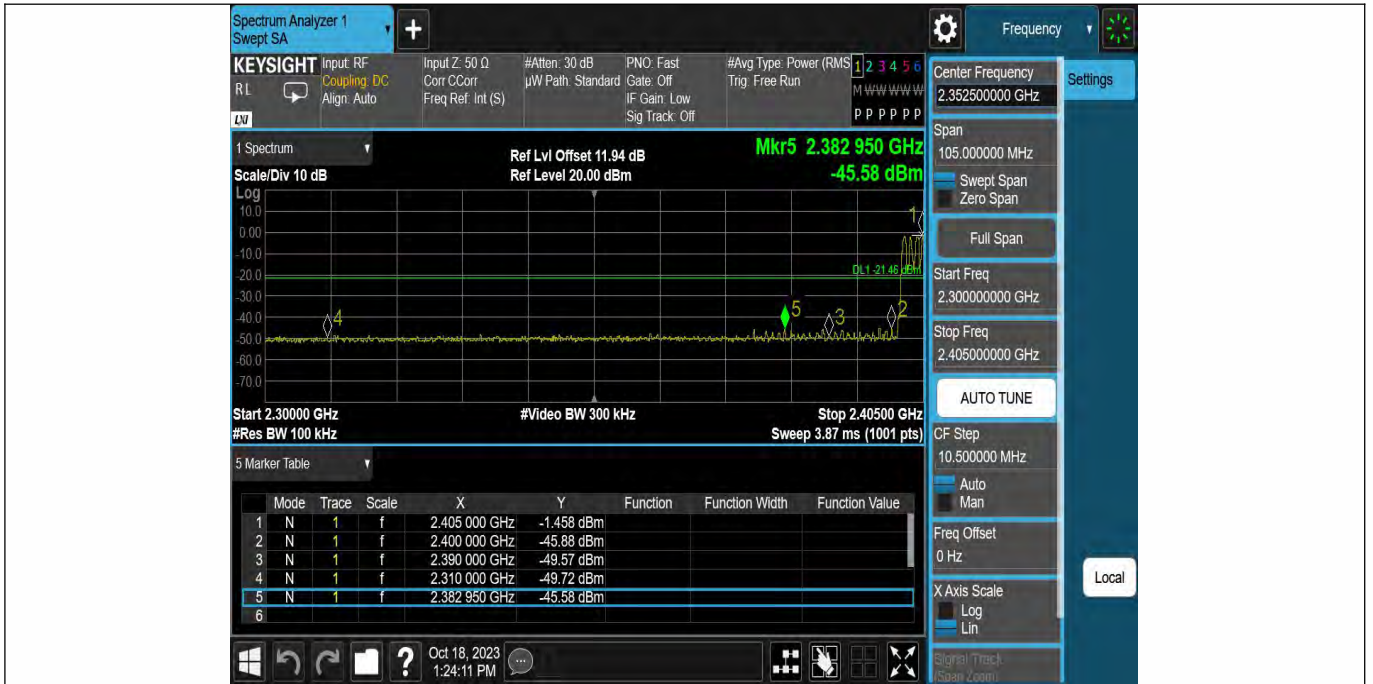 Spectrum Analyzer 1
Swept SA
+
Frequency
KEYSIGHT
R L
LXI
Input: RF
Coupling: DC
Align: Auto
Input Z: 50 Ω
Corr CCorr
Freq Ref: Int (S)
#Atten: 30 dB
µW Path: Standard
PNO: Fast
Gate: Off
IF Gain: Low
Sig Track: Off
#Avg Type: Power (RMS
Trig: Free Run
1 2 3 4 5 6
M W W W W W
P P P P P P
1 Spectrum
Scale/Div 10 dB
Ref Lvl Offset 11.94 dB
Ref Level 20.00 dBm
Mkr5 2.382 950 GHz
-45.58 dBm
Log
10.0
0.00
-10.0
-20.0
-30.0
-40.0
-50.0
-60.0
-70.0
1
DL1 -21.46 dBm
4
5
3
2
Start 2.30000 GHz
#Video BW 300 kHz
Stop 2.40500 GHz
#Res BW 100 kHz
Sweep 3.87 ms (1001 pts)
5 Marker Table
Mode Trace Scale X Y Function Function Width Function Value
1 N 1 f 2.405 000 GHz -1.458 dBm
2 N 1 f 2.400 000 GHz -45.88 dBm
3 N 1 f 2.390 000 GHz -49.57 dBm
4 N 1 f 2.310 000 GHz -49.72 dBm
5 N 1 f 2.382 950 GHz -45.58 dBm
6
?
Oct 18, 2023
1:24:11 PM
Center Frequency
2.352500000 GHz
Settings
Span
105.000000 MHz
Swept Span
Zero Span
Full Span
Start Freq
2.300000000 GHz
Stop Freq
2.405000000 GHz
AUTO TUNE
CF Step
10.500000 MHz
Auto
Man
Freq Offset
0 Hz
Local
X Axis Scale
Log
Lin
Signal Track
(Span Zoom)